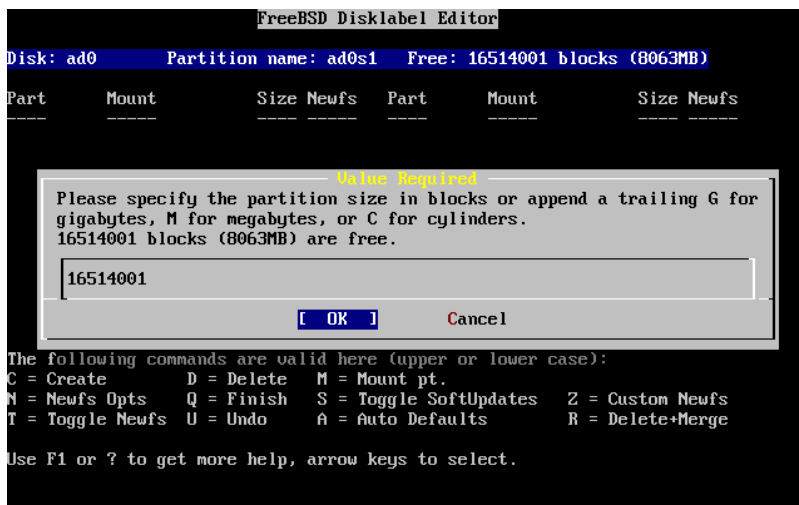 FreeBSD Disklabel Editor
Disk: ad0 Partition name: ad0s1 Free: 16514001 blocks (8063MB)
Part Mount Size Newfs Part Mount Size Newfs
---- ----- ---- ----- ---- ----- ---- -----
Value Required
Please specify the partition size in blocks or append a trailing G for
gigabytes, M for megabytes, or C for cylinders.
16514001 blocks (8063MB) are free.
16514001
[ OK ] Cancel
The following commands are valid here (upper or lower case):
C = Create D = Delete M = Mount pt.
N = Newfs Opts Q = Finish S = Toggle SoftUpdates Z = Custom Newfs
T = Toggle Newfs U = Undo A = Auto Defaults R = Delete+Merge
Use F1 or ? to get more help, arrow keys to select.